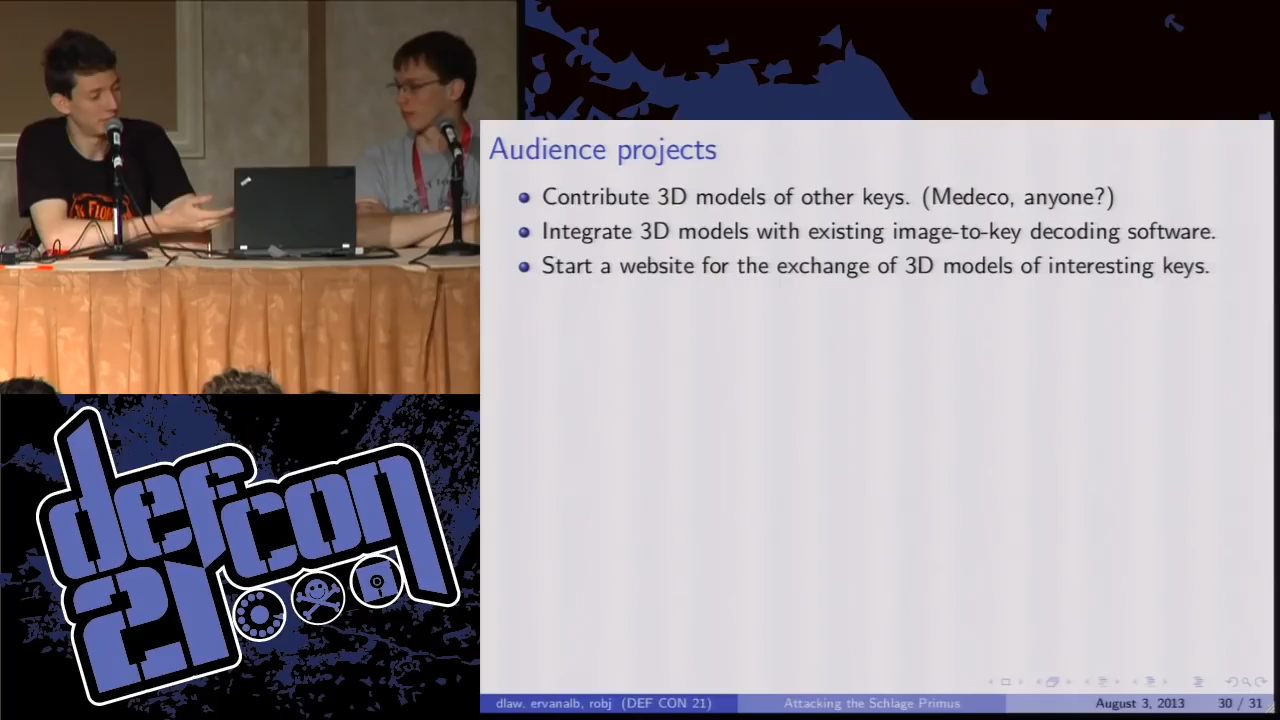 Audience projects
Contribute 3D models of other keys. (Medeco, anyone?)
Integrate 3D models with existing image-to-key decoding software.
Start a website for the exchange of 3D models of interesting keys.
defcon
21
dlaw, ervanalb, robj (DEF CON 21) Attacking the Schlage Primus August 3, 2013 30 / 31